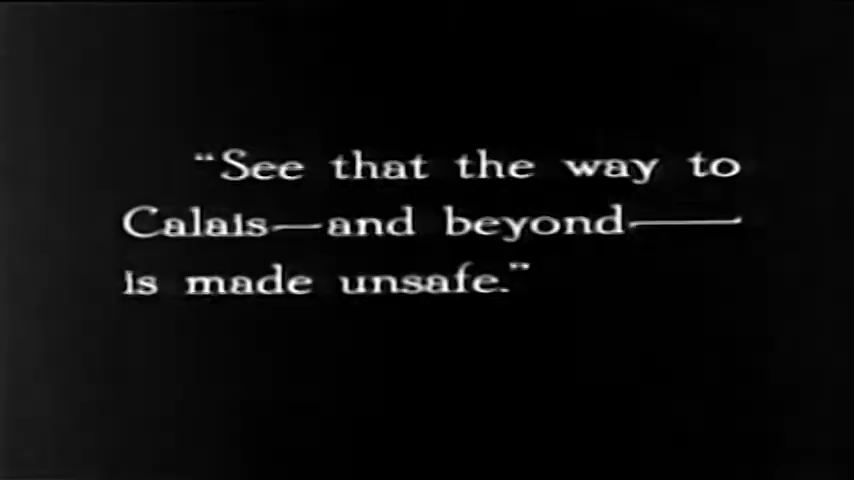 “See that the way to
Calais—and beyond——
is made unsafe.”